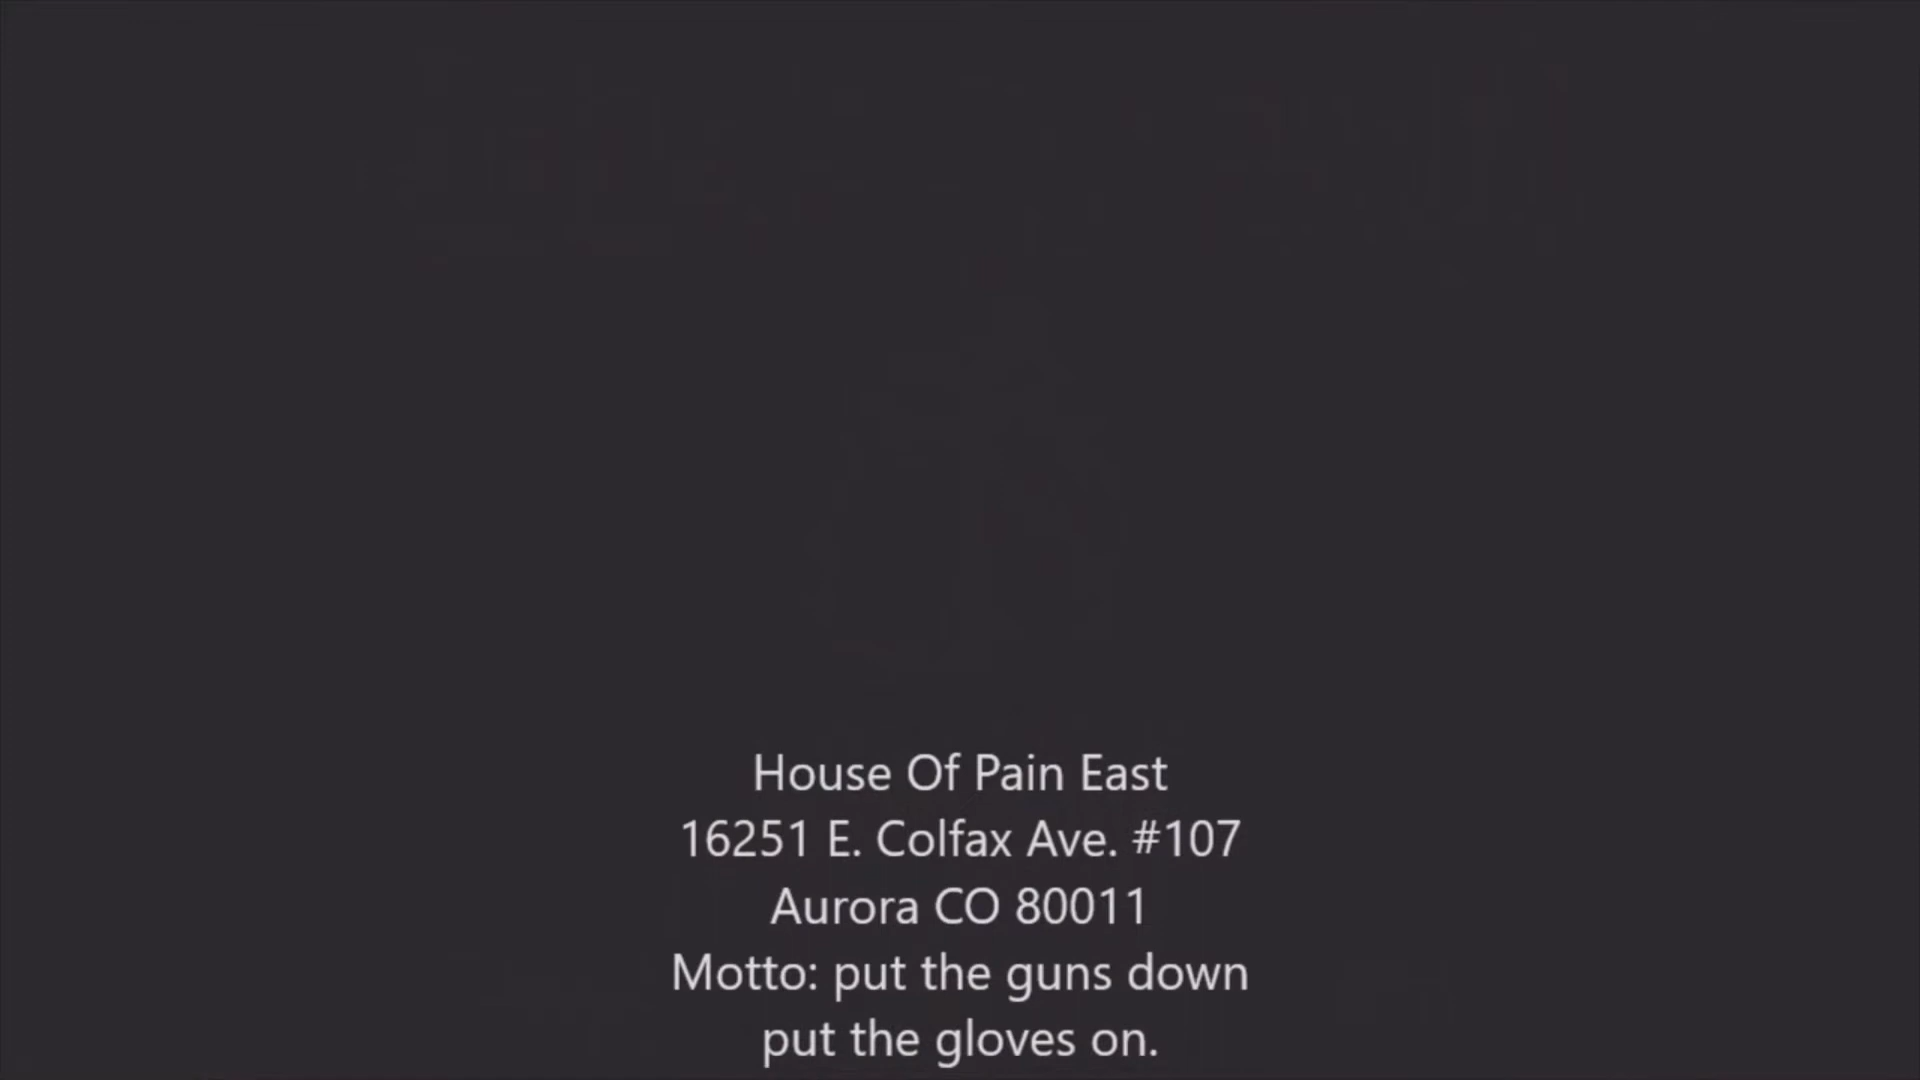 House Of Pain East
16251 E. Colfax Ave. #107
Aurora CO 80011
Motto: put the guns down
put the gloves on.